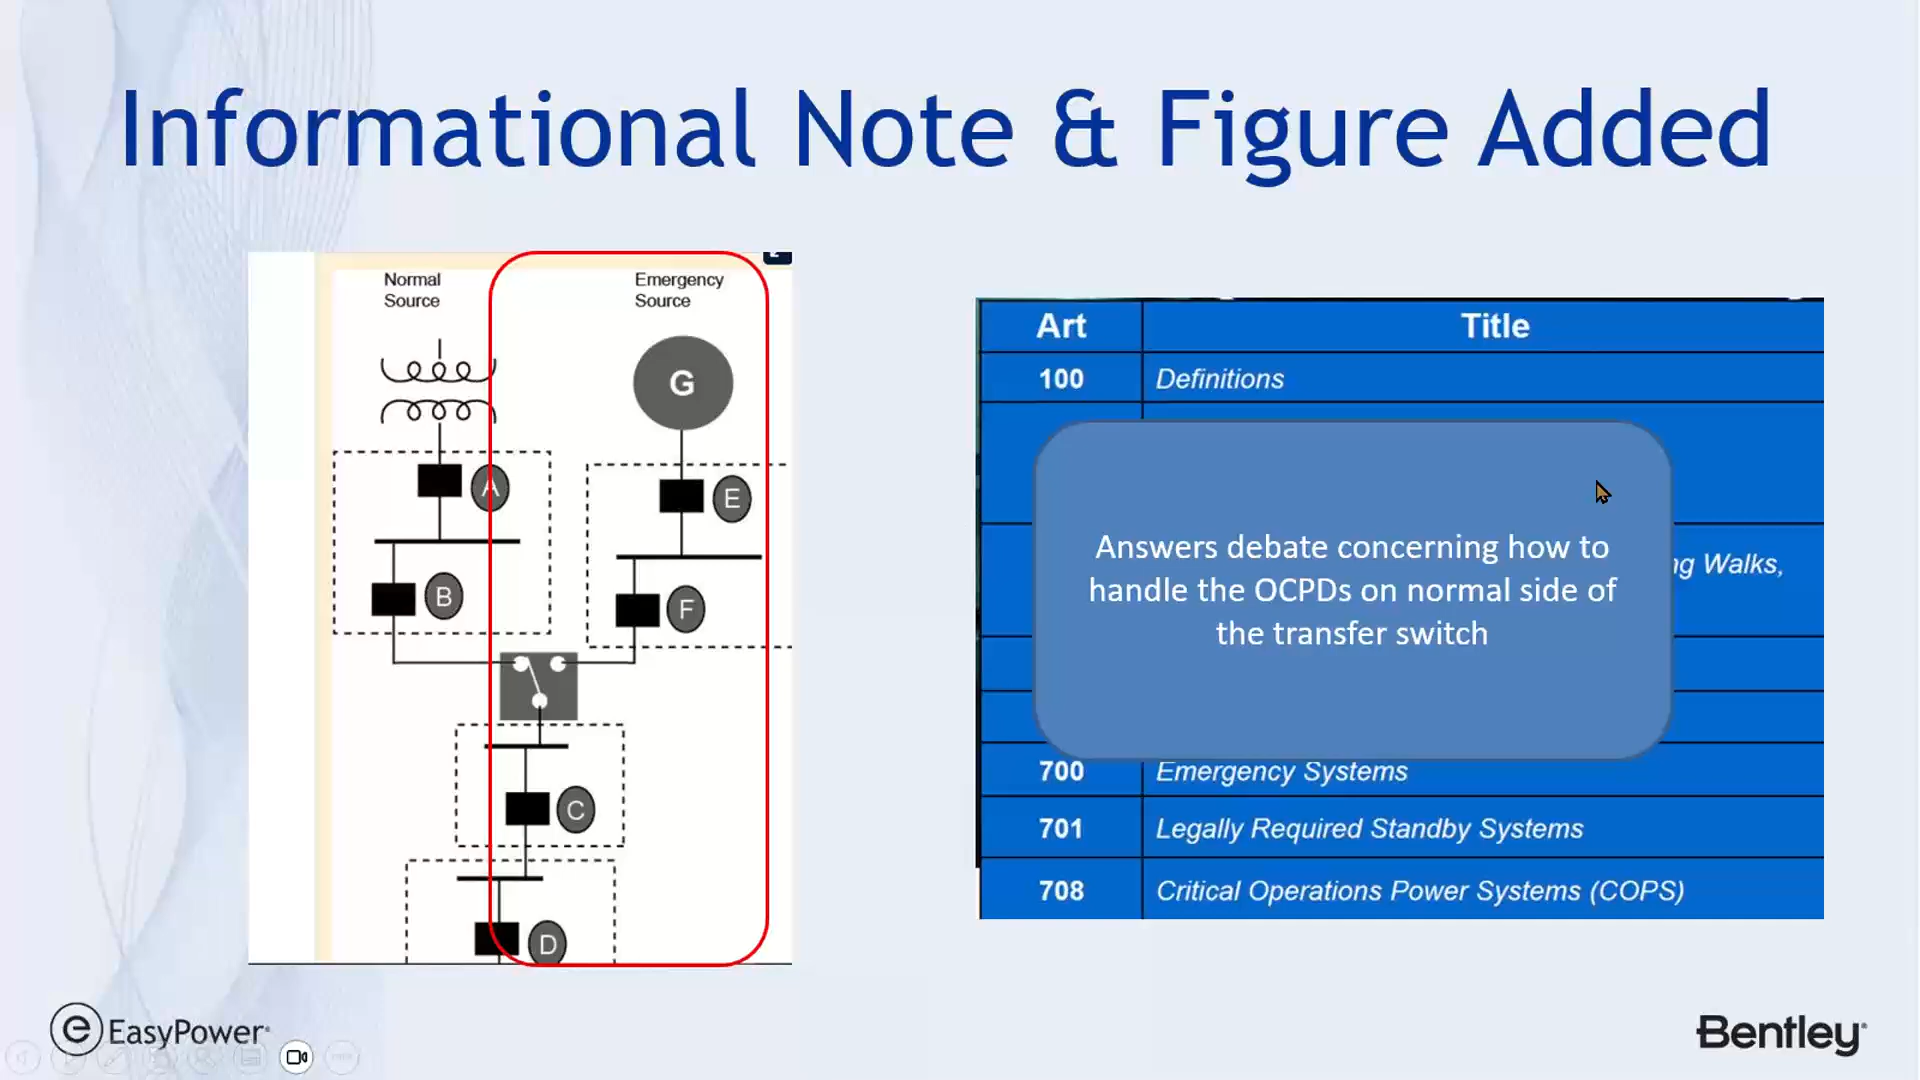 Informational Note & Figure Added
Normal
Source
Emergency
Source
G
A
E
B
F
C
D
Art Title
100 Definitions
ng Walks,
Answers debate concerning how to
handle the OCPDs on normal side of
the transfer switch
700 Emergency Systems
701 Legally Required Standby Systems
708 Critical Operations Power Systems (COPS)
e EasyPower
Bentley